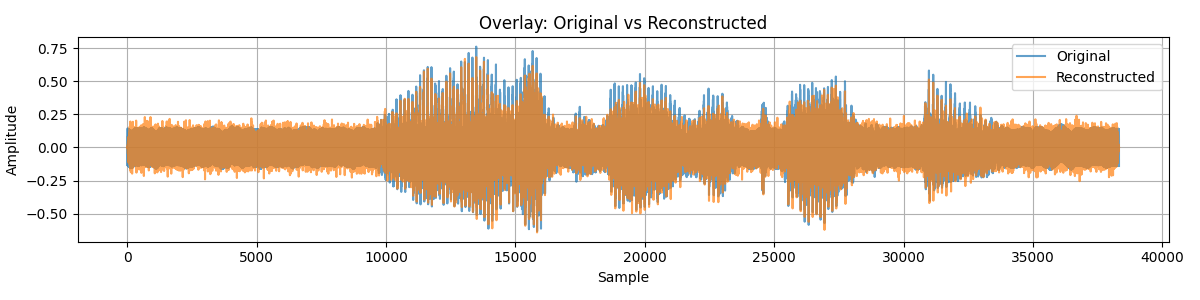 Overlay: Original vs Reconstructed
Original
Reconstructed
Amplitude
0.75
0.50
0.25
0.00
−0.25
−0.50
0 5000 10000 15000 20000 25000 30000 35000 40000
Sample